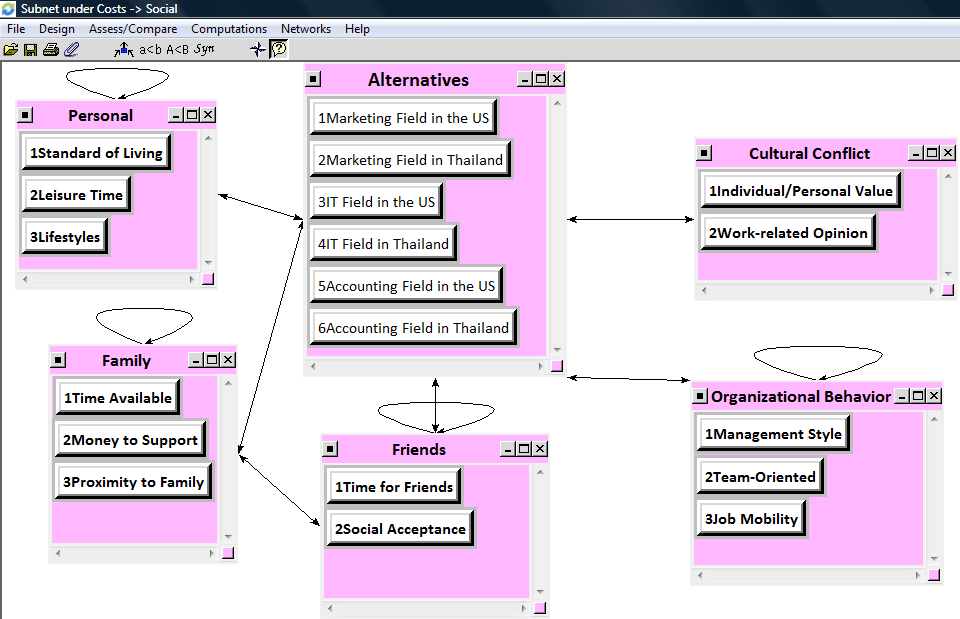 Subnet under Costs -> Social
File Design Assess/Compare Computations Networks Help
a<b A<B Syn
Personal
1Standard of Living
2Leisure Time
3Lifestyles
Alternatives
1Marketing Field in the US
2Marketing Field in Thailand
3IT Field in the US
4IT Field in Thailand
5Accounting Field in the US
6Accounting Field in Thailand
Cultural Conflict
1Individual/Personal Value
2Work-related Opinion
Family
1Time Available
2Money to Support
3Proximity to Family
Friends
1Time for Friends
2Social Acceptance
Organizational Behavior
1Management Style
2Team-Oriented
3Job Mobility